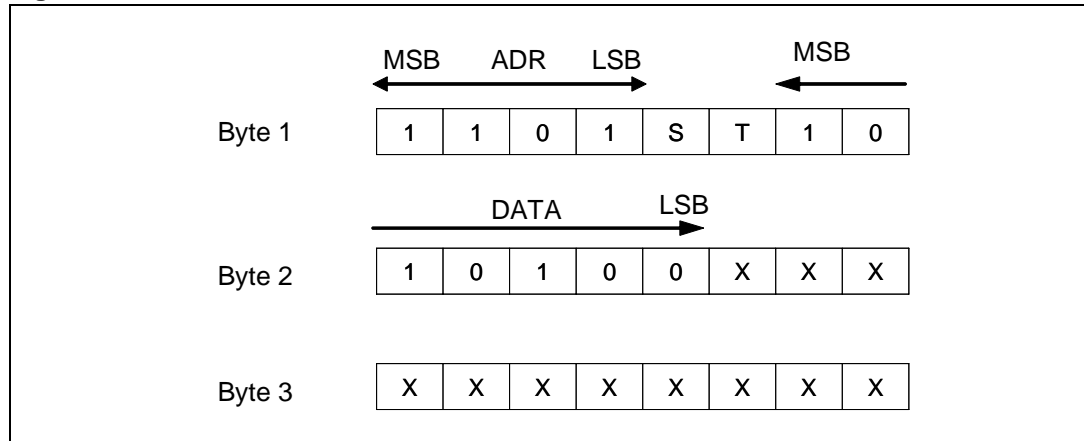 MSB ADR LSB MSB
Byte 1 1 1 0 1 S T 1 0
DATA LSB
Byte 2 1 0 1 0 0 X X X
Byte 3 X X X X X X X X